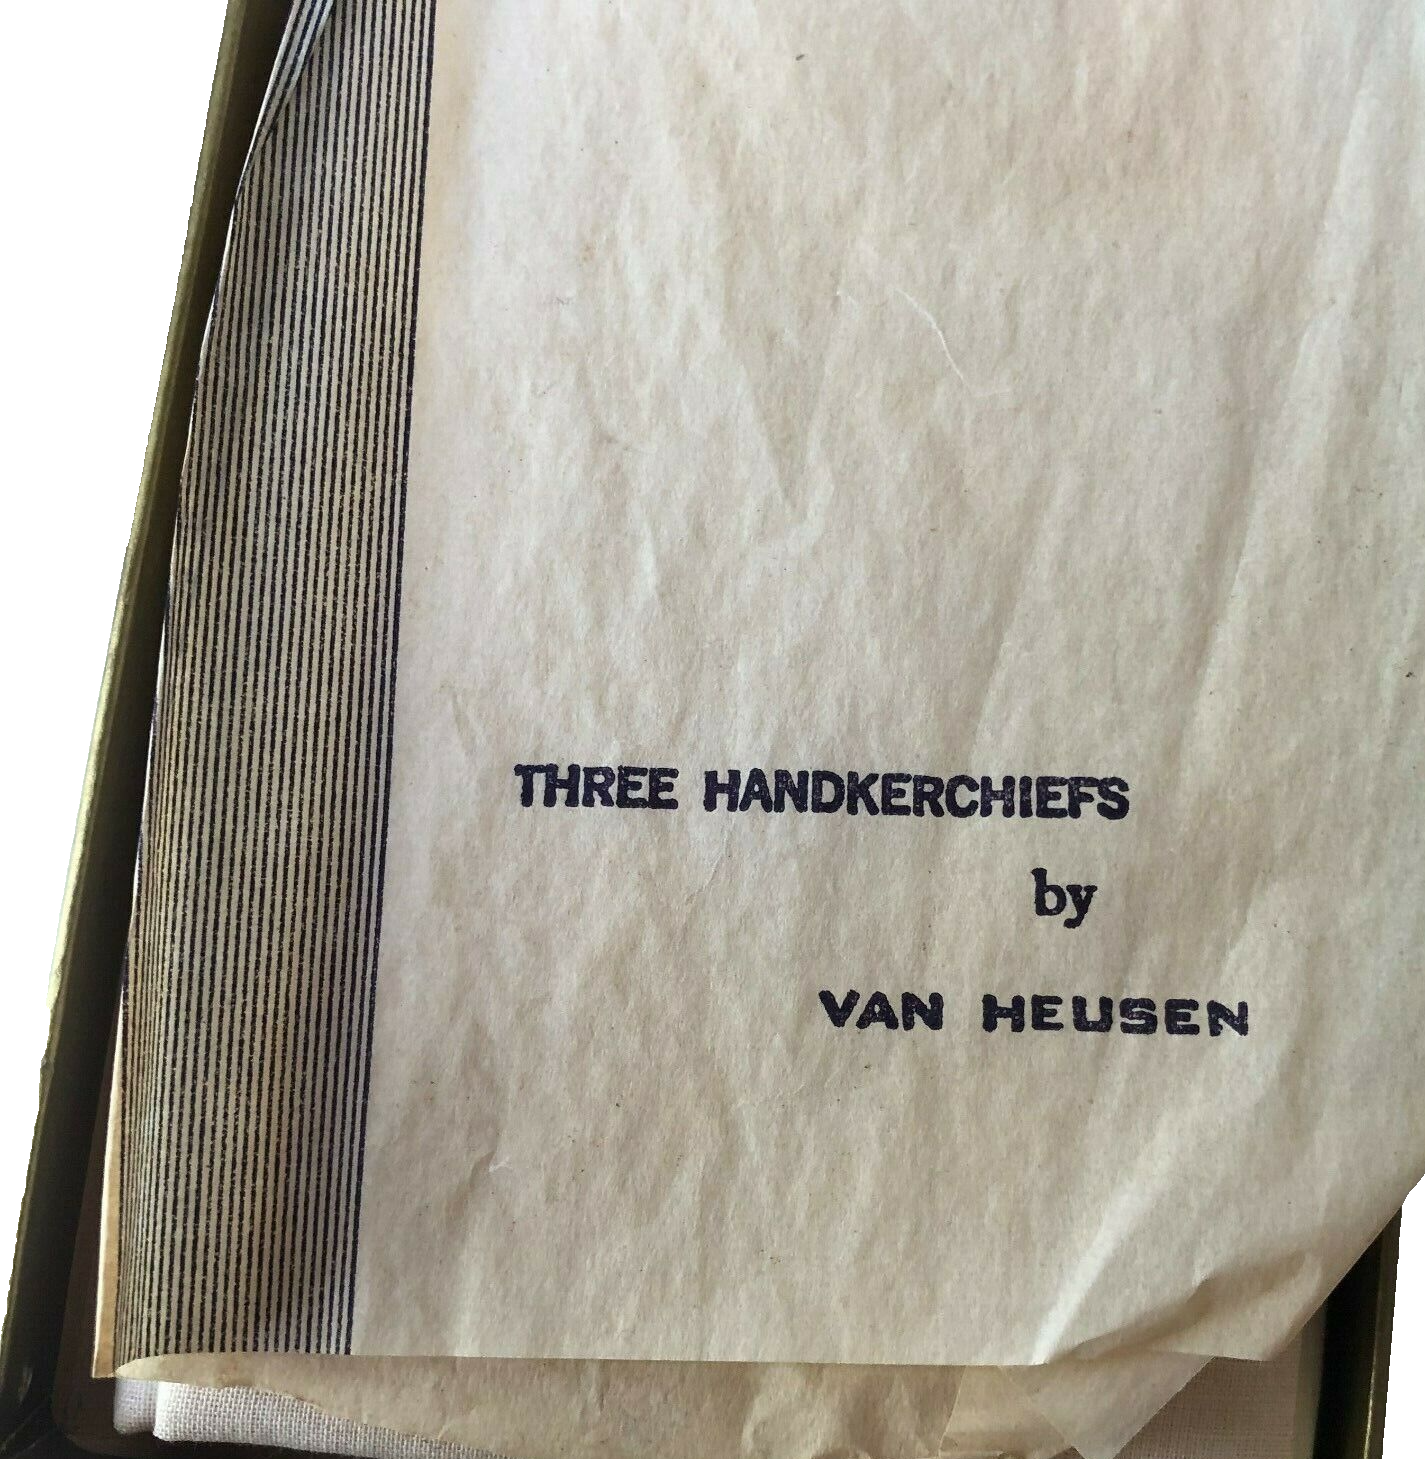 THREE HANDKERCHIEFS
by
VAN HEUSEN